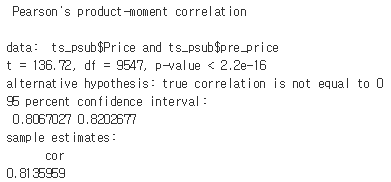 Pearson's product-moment correlation
data:  ts_psub$Price and ts_psub$pre_price
t = 136.72, df = 9547, p-value < 2.2e-16
alternative hypothesis: true correlation is not equal to 0
95 percent confidence interval:
0.8067027 0.8202677
sample estimates:
cor
0.8135959